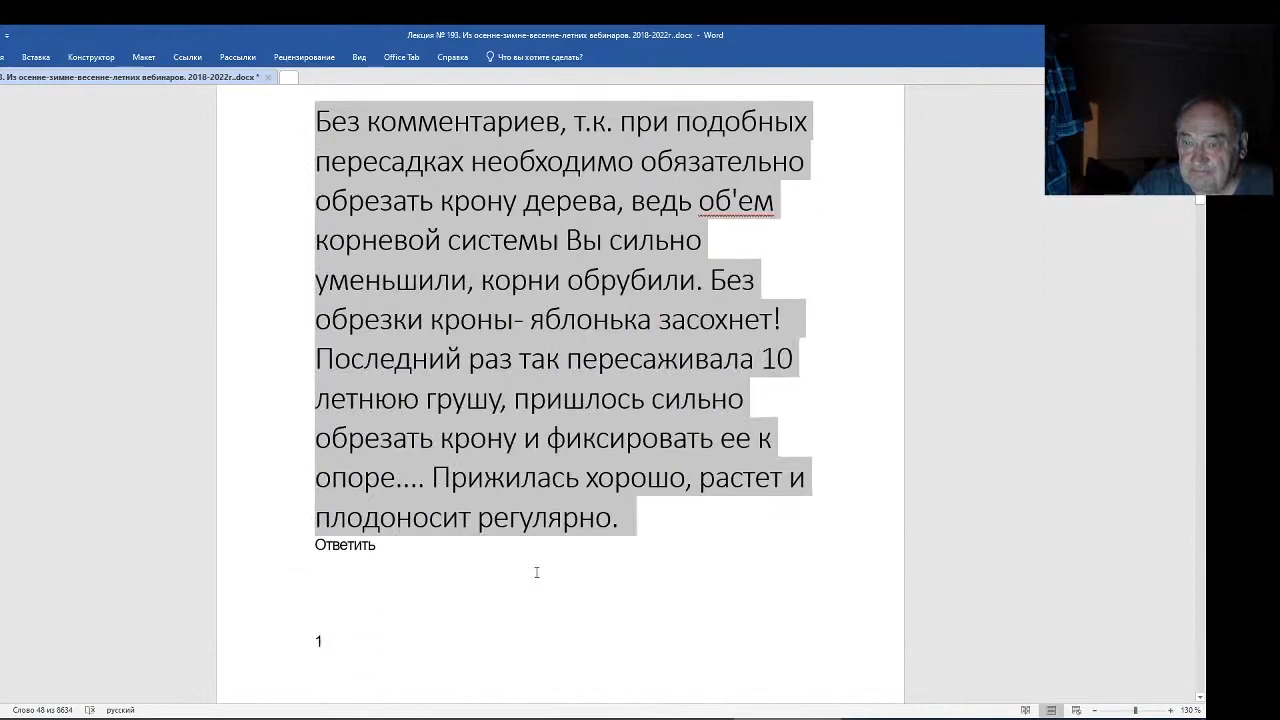 Лекция № 193. Из осенне-зимне-весенне-летних вебинаров. 2018-2022г..docx - Word
я Вставка Конструктор Макет Ссылки Рассылки Рецензирование Вид Office Tab Справка Что вы хотите сделать?
3. Из осенне-зимне-весенне-летних вебинаров. 2018-2022г..docx *
Без комментариев, т.к. при подобных
пересадках необходимо обязательно
обрезать крону дерева, ведь об'ем
корневой системы Вы сильно
уменьшили, корни обрубили. Без
обрезки кроны- яблонька засохнет!
Последний раз так пересаживала 10
летнюю грушу, пришлось сильно
обрезать крону и фиксировать ее к
опоре.... Прижилась хорошо, растет и
плодоносит регулярно.
Ответить
1
Слово 48 из 8634 русский 130 %